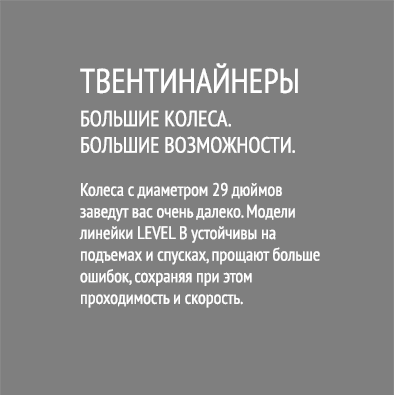 ТВЕНТИНАЙНЕРЫ
БОЛЬШИЕ КОЛЕСА.
БОЛЬШИЕ ВОЗМОЖНОСТИ.
Колеса с диаметром 29 дюймов
заведут вас очень далеко. Модели
линейки LEVEL B устойчивы на
подъемах и спусках, прощают больше
ошибок, сохраняя при этом
проходимость и скорость.